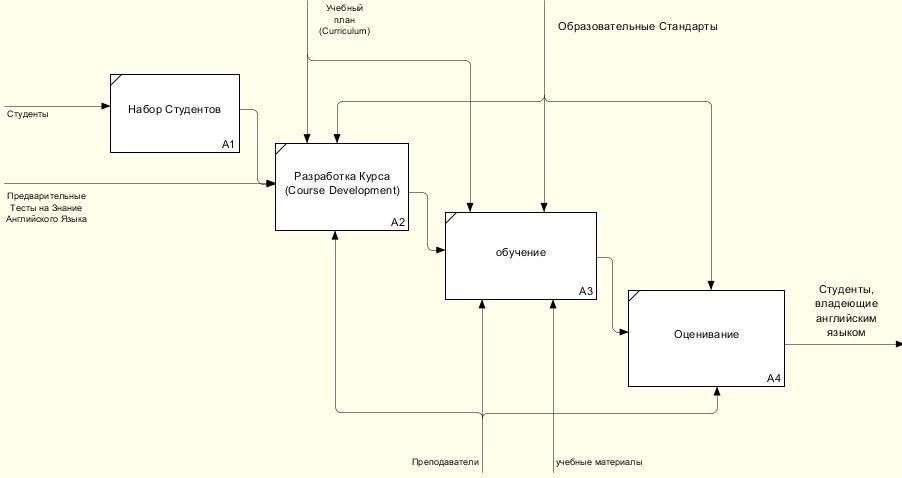 Учебный
план
(Curriculum)
Образовательные Стандарты
Студенты
Набор Студентов
A1
Предварительные
Тесты на Знание
Английского Языка
Разработка Курса
(Course Development)
A2
обучение
A3
Оценивание
A4
Студенты,
владеющие
английским
языком
Преподаватели
учебные материалы